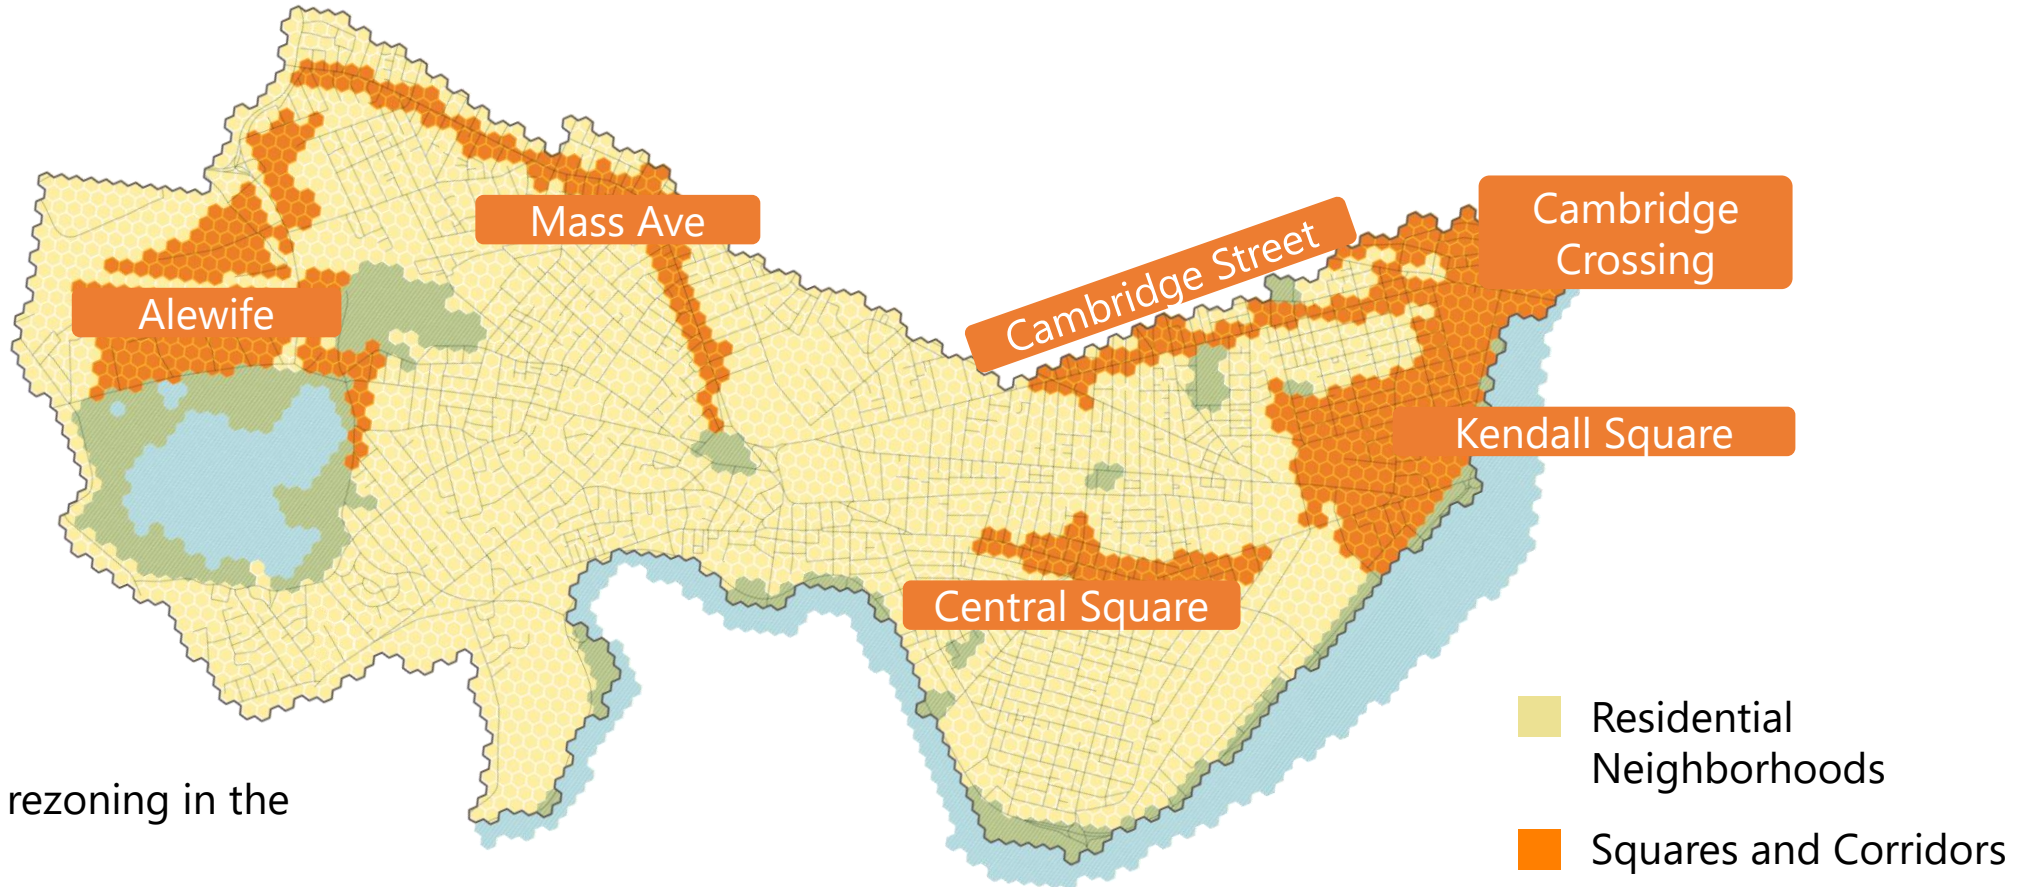 Mass Ave
Cambridge Street
Cambridge
Crossing
Alewife
Kendall Square
Central Square
Residential
Neighborhoods
rezoning in the
Squares and Corridors